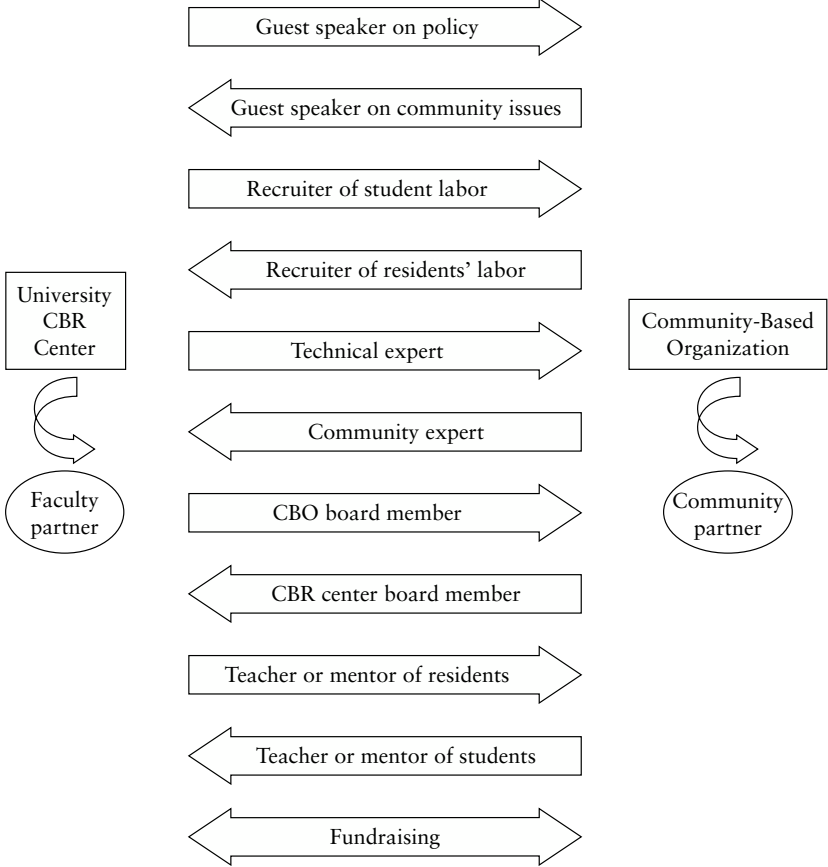 Guest speaker on policy
Guest speaker on community issues
Recruiter of student labor
Recruiter of residents’ labor
University
CBR
Center
Community-Based
Organization
Technical expert
Community expert
Faculty
partner
CBO board member
Community
partner
CBR center board member
Teacher or mentor of residents
Teacher or mentor of students
Fundraising